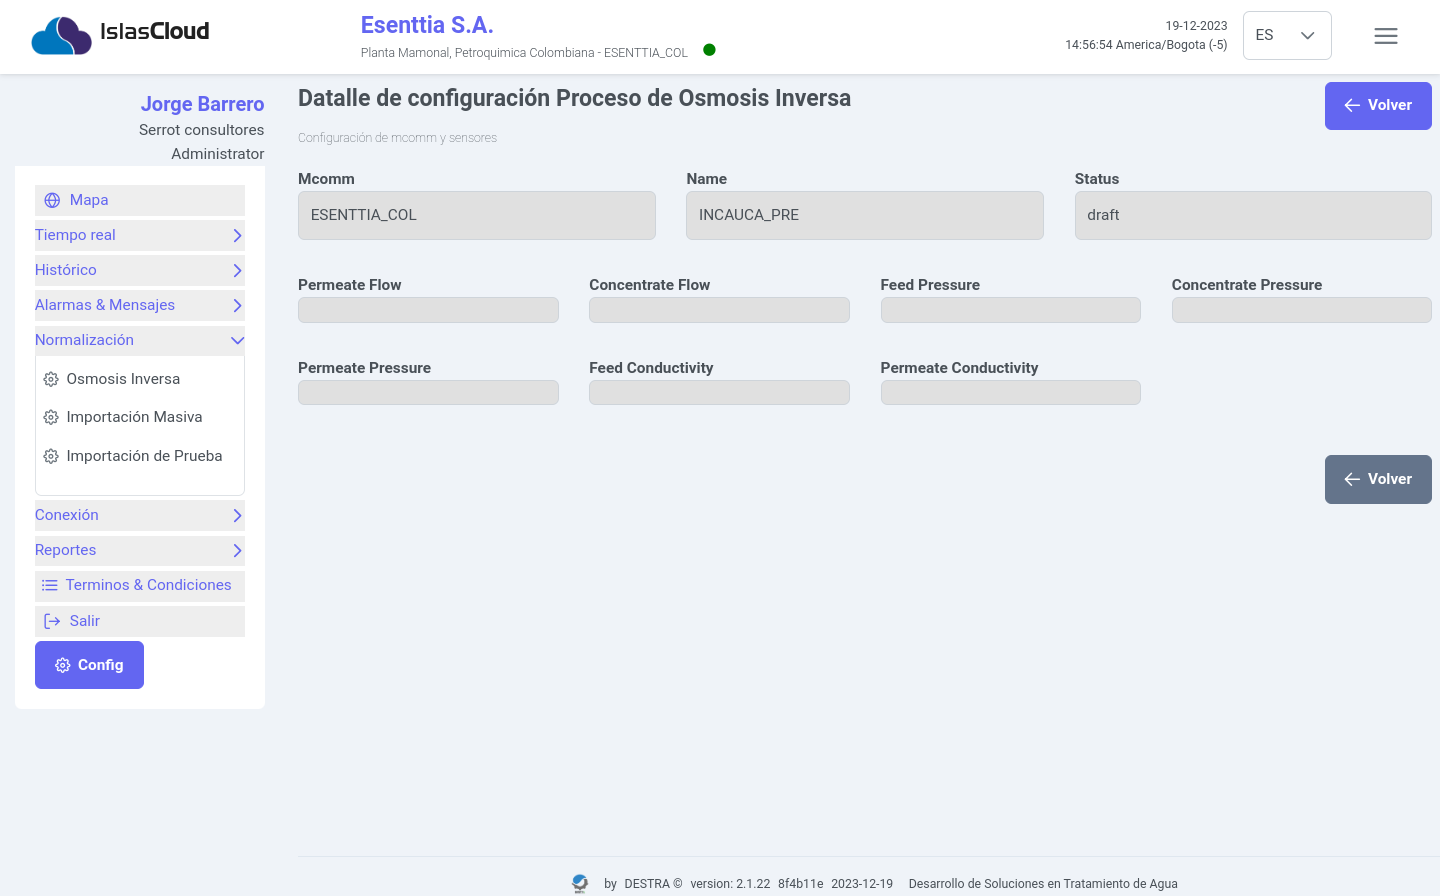 IslasCloud
Esenttia S.A.
Planta Mamonal, Petroquimica Colombiana - ESENTTIA_COL
19-12-2023
14:56:54 America/Bogota (-5)
ES
Jorge Barrero
Serrot consultores
Administrator
Mapa
Tiempo real
Histórico
Alarmas & Mensajes
Normalización
Osmosis Inversa
Importación Masiva
Importación de Prueba
Conexión
Reportes
Terminos & Condiciones
Salir
Config
Datalle de configuración Proceso de Osmosis Inversa
Volver
Configuración de mcomm y sensores
Mcomm Name Status
ESENTTIA_COL INCAUCA_PRE draft
Permeate Flow Concentrate Flow Feed Pressure Concentrate Pressure
Permeate Pressure Feed Conductivity Permeate Conductivity
Volver
by DESTRA © version: 2.1.22 8f4b11e 2023-12-19 Desarrollo de Soluciones en Tratamiento de Agua